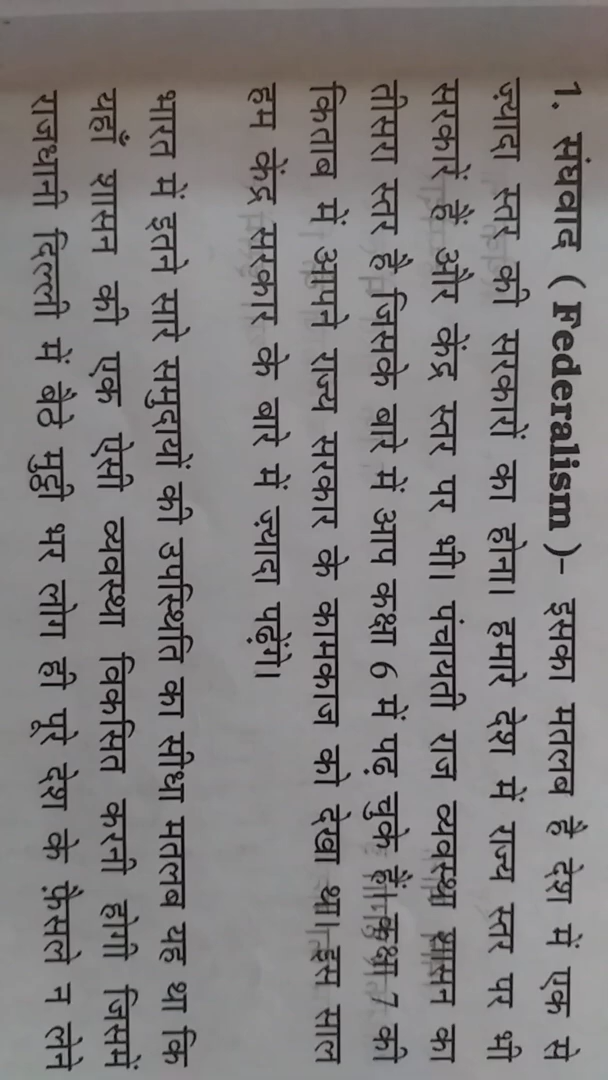 1. संघवाद ( Federalism )- इसका मतलब है देश में एक से
ज़्यादा स्तर की सरकारों का होना। हमारे देश में राज्य स्तर पर भी
सरकारें हैं और केंद्र स्तर पर भी। पंचायती राज व्यवस्था शासन का
तीसरा स्तर है जिसके बारे में आप कक्षा 6 में पढ़ चुके हैं। कक्षा 7 की
किताब में आपने राज्य सरकार के कामकाज को देखा था। इस साल
हम केंद्र सरकार के बारे में ज़्यादा पढ़ेंगे।
भारत में इतने सारे समुदायों की उपस्थिति का सीधा मतलब यह था कि
यहाँ शासन की एक ऐसी व्यवस्था विकसित करनी होगी जिसमें
राजधानी दिल्ली में बैठे मुट्ठी भर लोग ही पूरे देश के फ़ैसले न लेने